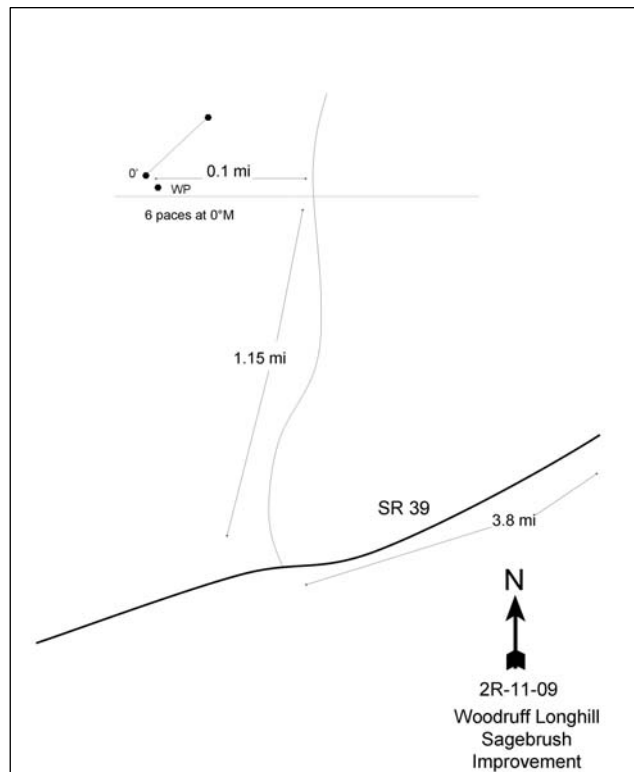 0'
0.1 mi
WP
6 paces at 0°M
1.15 mi
SR 39
3.8 mi
N
2R-11-09
Woodruff Longhill
Sagebrush
Improvement